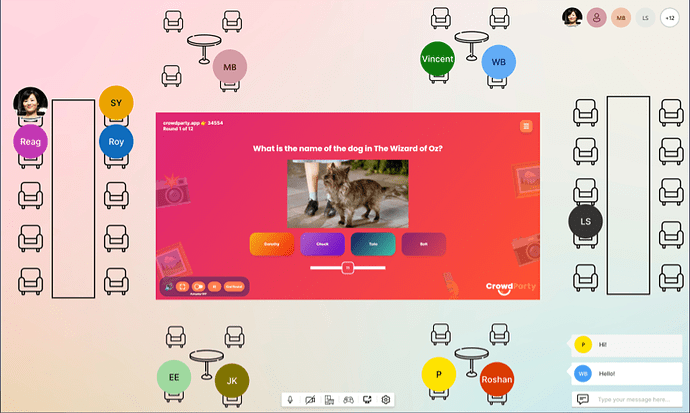 MB
LS
+12
MB
Vincent
WB
SY
Reag
Roy
crowdparty.app 👉 34554
Round 1 of 12
What is the name of the dog in The Wizard of Oz?
Chuck
Toto
CrowdParty
LS
EE
JK
P
Roshan
P Hi!
WB Hello!
Type your message here...